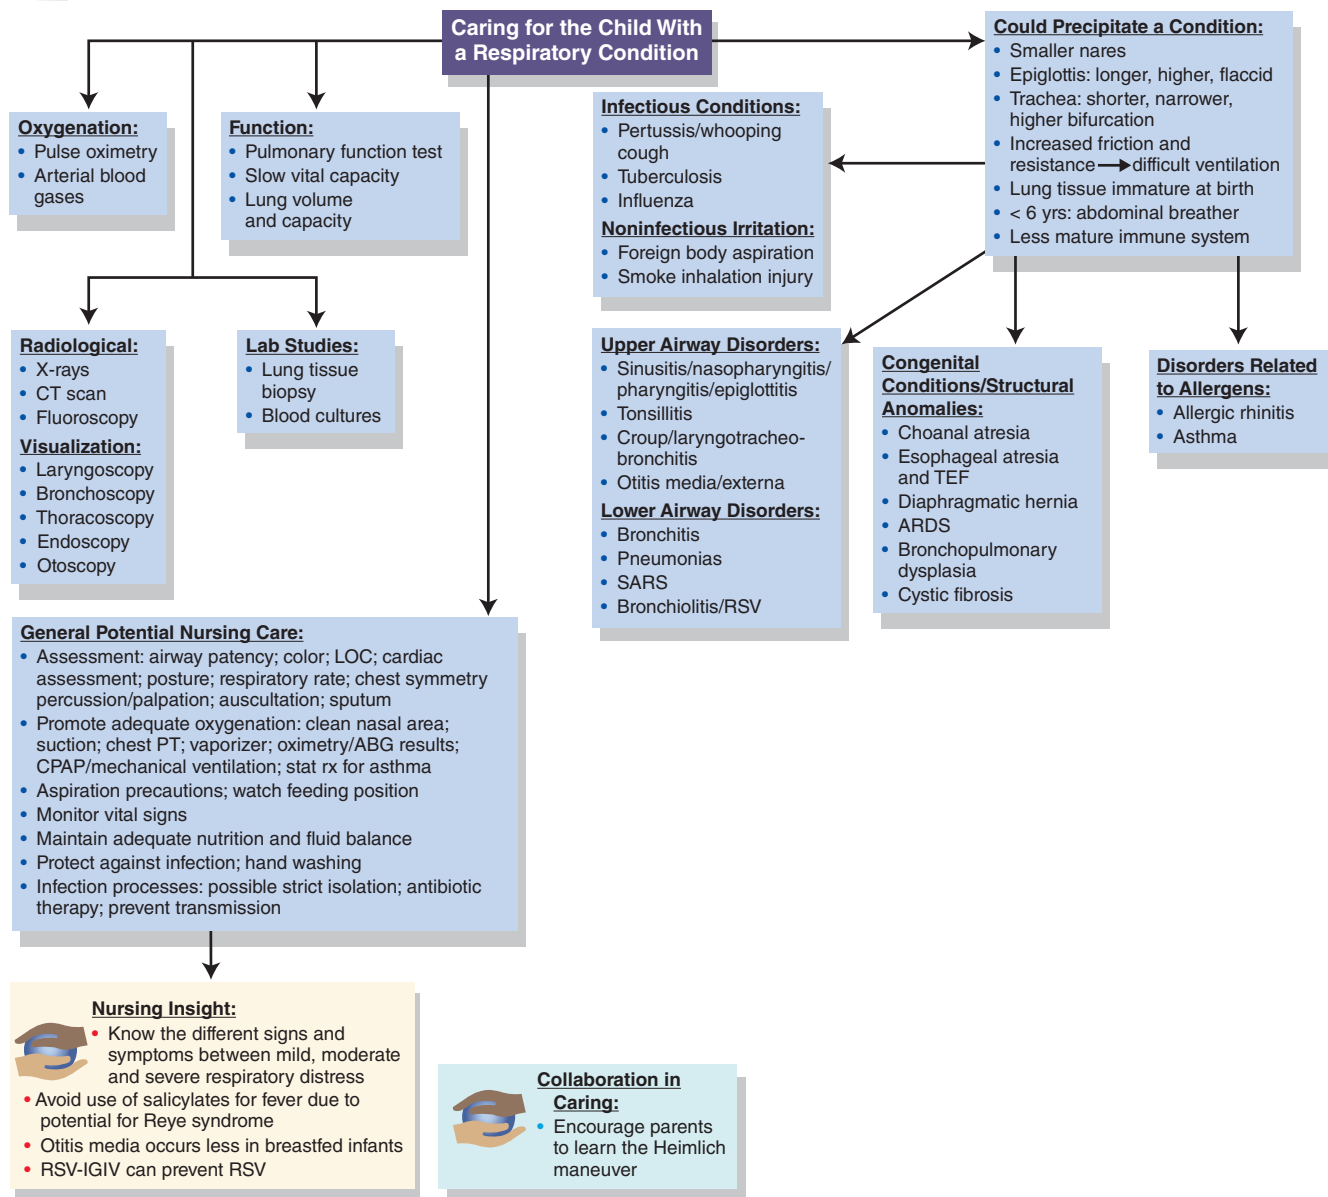 Caring for the Child With
a Respiratory Condition
Could Precipitate a Condition:
• Smaller nares
• Epiglottis: longer, higher, flaccid
• Trachea: shorter, narrower,
higher bifurcation
• Increased friction and
resistance → difficult ventilation
• Lung tissue immature at birth
• < 6 yrs: abdominal breather
• Less mature immune system
Oxygenation:
• Pulse oximetry
• Arterial blood
gases
Function:
• Pulmonary function test
• Slow vital capacity
• Lung volume
and capacity
Infectious Conditions:
• Pertussis/whooping
cough
• Tuberculosis
• Influenza
Noninfectious Irritation:
• Foreign body aspiration
• Smoke inhalation injury
Radiological:
• X-rays
• CT scan
• Fluoroscopy
Visualization:
• Laryngoscopy
• Bronchoscopy
• Thoracoscopy
• Endoscopy
• Otoscopy
Lab Studies:
• Lung tissue
biopsy
• Blood cultures
Upper Airway Disorders:
• Sinusitis/nasopharyngitis/
pharyngitis/epiglottitis
• Tonsillitis
• Croup/laryngotracheo-
bronchitis
• Otitis media/externa
Lower Airway Disorders:
• Bronchitis
• Pneumonias
• SARS
• Bronchiolitis/RSV
Congenital
Conditions/Structural
Anomalies:
• Choanal atresia
• Esophageal atresia
and TEF
• Diaphragmatic hernia
• ARDS
• Bronchopulmonary
dysplasia
• Cystic fibrosis
Disorders Related
to Allergens:
• Allergic rhinitis
• Asthma
General Potential Nursing Care:
• Assessment: airway patency; color; LOC; cardiac
assessment; posture; respiratory rate; chest symmetry
percussion/palpation; auscultation; sputum
• Promote adequate oxygenation: clean nasal area;
suction; chest PT; vaporizer; oximetry/ABG results;
CPAP/mechanical ventilation; stat rx for asthma
• Aspiration precautions; watch feeding position
• Monitor vital signs
• Maintain adequate nutrition and fluid balance
• Protect against infection; hand washing
• Infection processes: possible strict isolation; antibiotic
therapy; prevent transmission
Nursing Insight:
• Know the different signs and
symptoms between mild, moderate
and severe respiratory distress
• Avoid use of salicylates for fever due to
potential for Reye syndrome
• Otitis media occurs less in breastfed infants
• RSV-IGIV can prevent RSV
Collaboration in
Caring:
• Encourage parents
to learn the Heimlich
maneuver